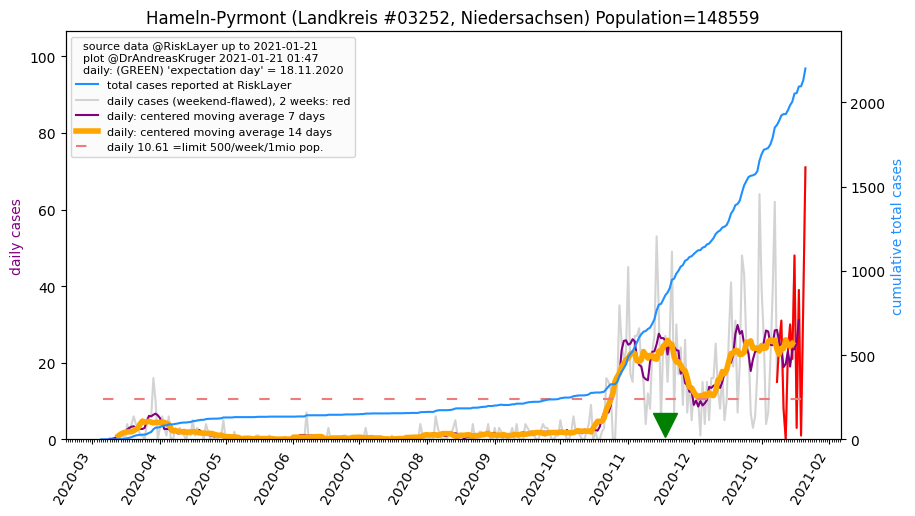 Hameln-Pyrmont (Landkreis #03252, Niedersachsen) Population=148559
source data @RiskLayer up to 2021-01-21
plot @DrAndreasKruger 2021-01-21 01:47
daily: (GREEN) 'expectation day' = 18.11.2020
total cases reported at RiskLayer
daily cases (weekend-flawed), 2 weeks: red
daily: centered moving average 7 days
daily: centered moving average 14 days
daily 10.61 =limit 500/week/1mio pop.
daily cases
100
80
60
40
20
0
cumulative total cases
2000
1500
1000
500
0
2020-03
2020-04
2020-05
2020-06
2020-07
2020-08
2020-09
2020-10
2020-11
2020-12
2021-01
2021-02